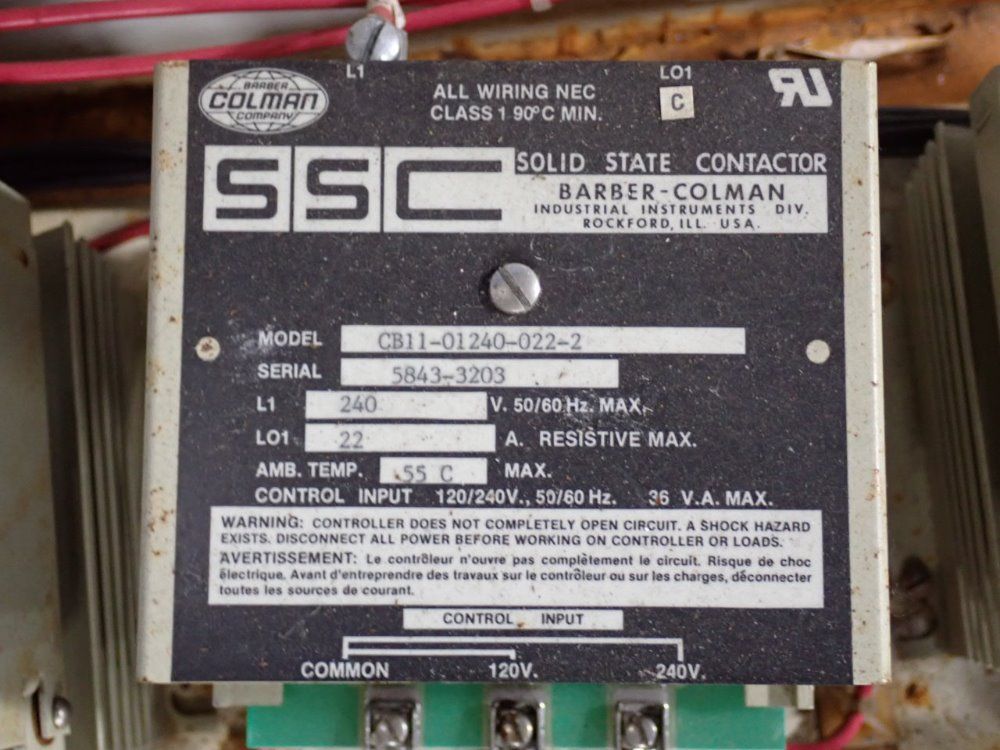 BARBER
COLMAN
COMPANY
L1
ALL WIRING NEC
CLASS 1 90°C MIN.
LO1
C
RU
SSC
SOLID STATE CONTACTOR
BARBER-COLMAN
INDUSTRIAL INSTRUMENTS DIV.
ROCKFORD, ILL. USA.
MODEL CB11-01240-022-2
SERIAL 5843-3203
L1 240 V. 50/60 Hz. MAX.
LO1 22 A. RESISTIVE MAX.
AMB. TEMP. 55 C MAX.
CONTROL INPUT 120/240V., 50/60 Hz. 36 V.A. MAX.
WARNING: CONTROLLER DOES NOT COMPLETELY OPEN CIRCUIT. A SHOCK HAZARD
EXISTS. DISCONNECT ALL POWER BEFORE WORKING ON CONTROLLER OR LOADS.
AVERTISSEMENT: Le contrôleur n'ouvre pas complètement le circuit. Risque de choc
électrique. Avant d'entreprendre des travaux sur le contrôleur ou sur les charges, déconnecter
toutes les sources de courant.
CONTROL INPUT
COMMON 120V. 240V.